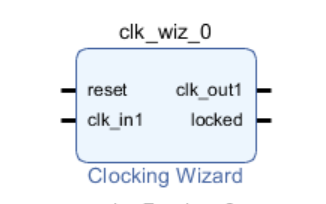 clk_wiz_0
reset clk_out1
clk_in1 locked
Clocking Wizard